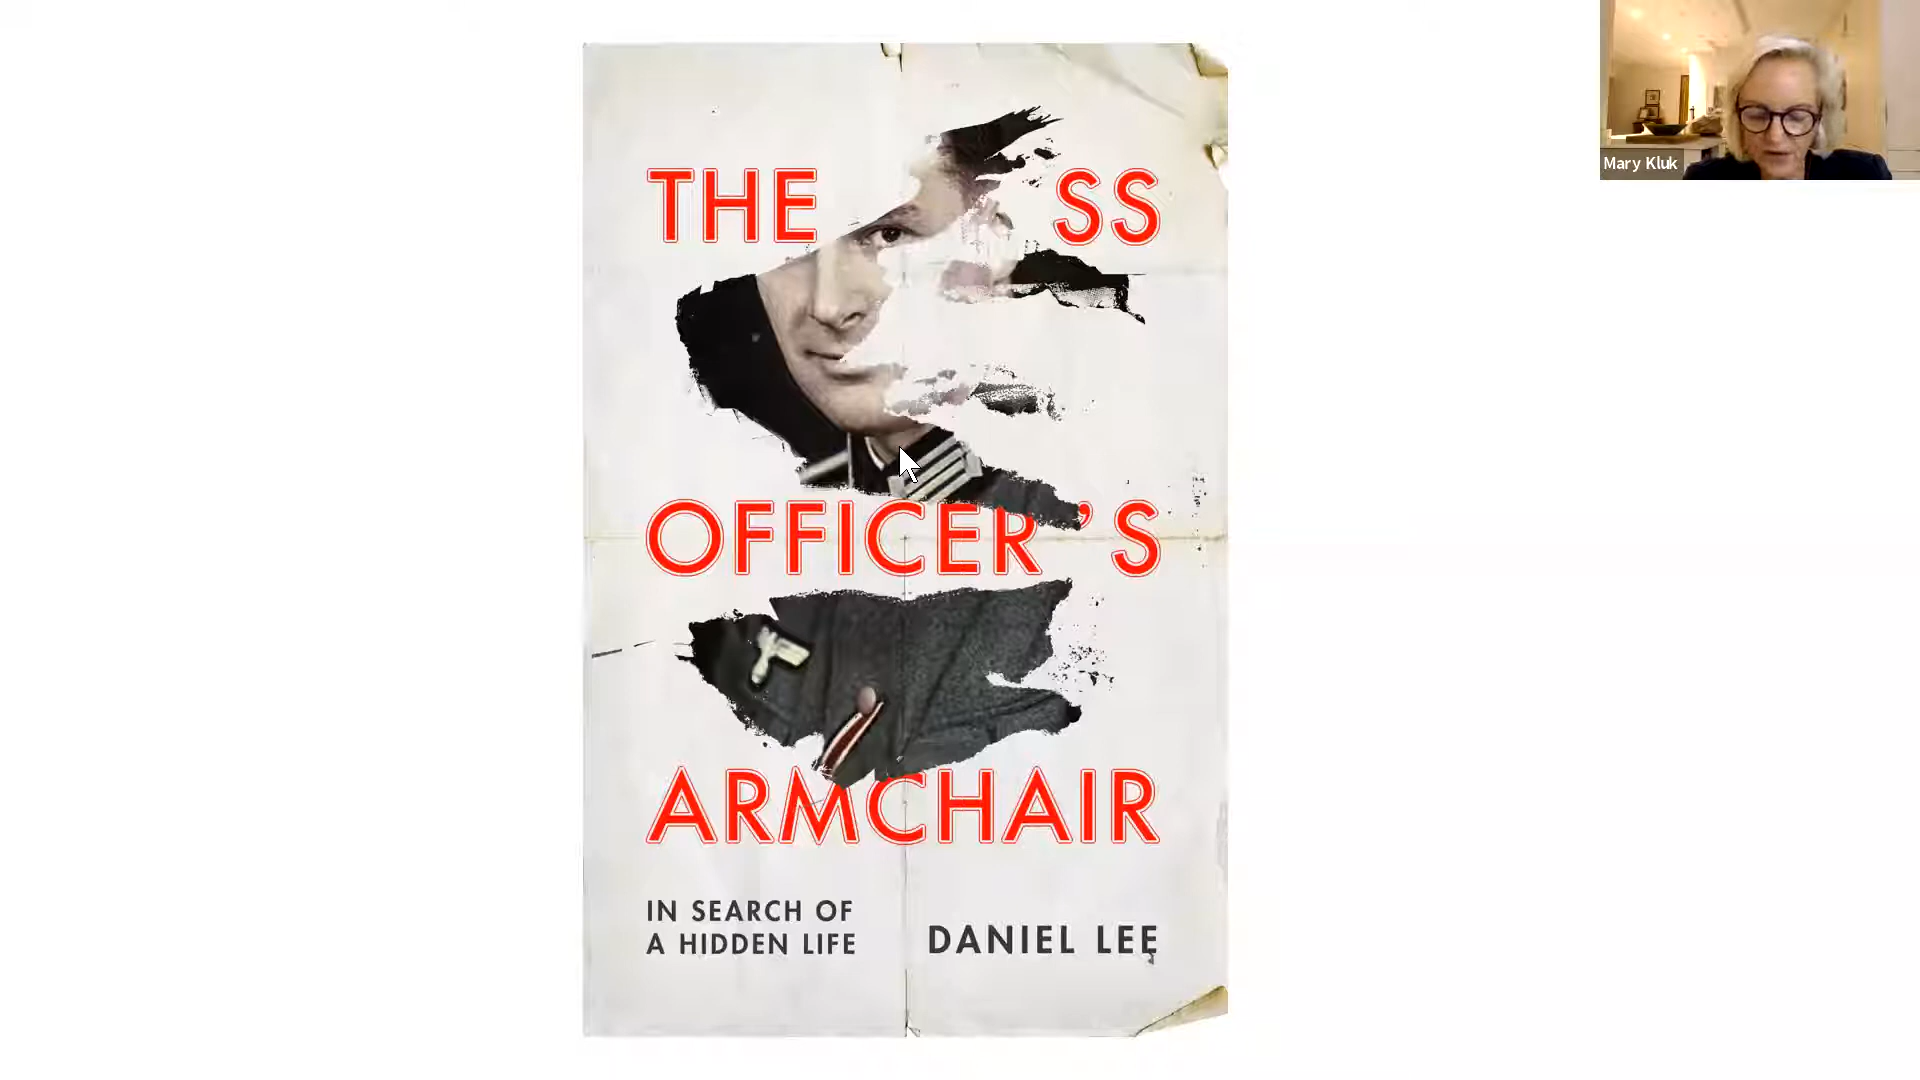 THE SS
OFFICER'S
ARMCHAIR
IN SEARCH OF
A HIDDEN LIFE
DANIEL LEE
Mary Kluk